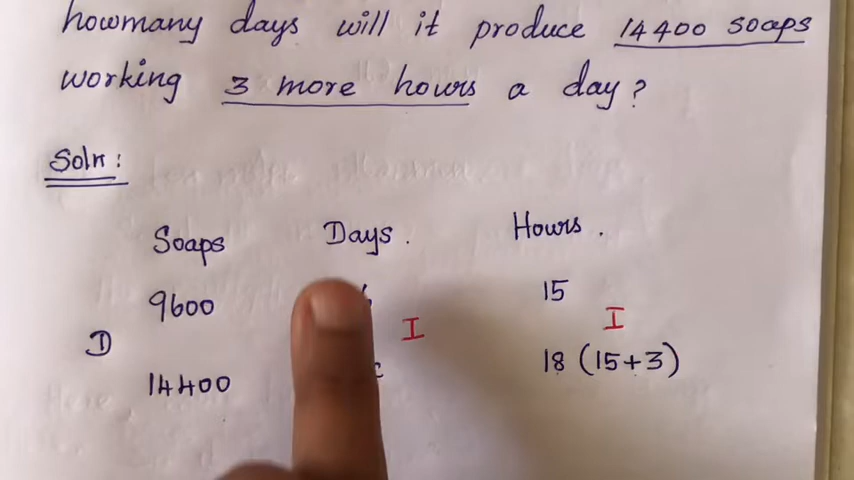 howmany days will it produce 14400 soaps
working 3 more hours a day?
Soln:
Soaps Days. Hours.
9600 15
D I I
14400 18 (15+3)